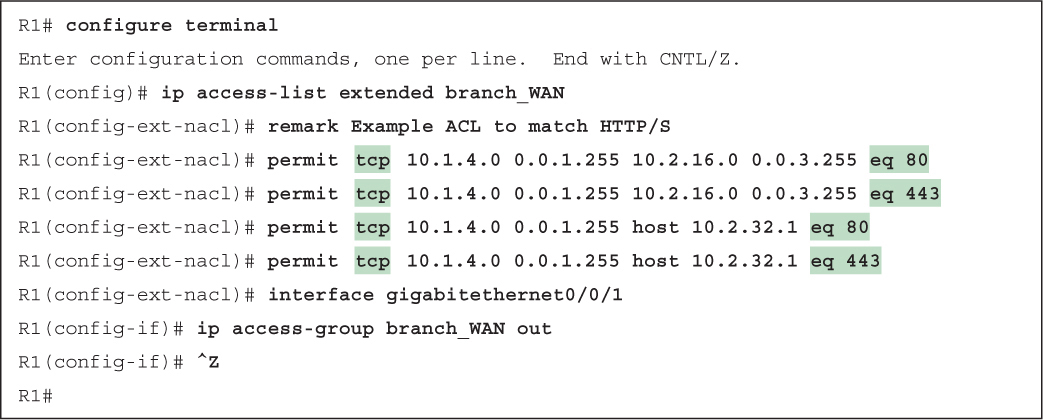 R1# configure terminal
Enter configuration commands, one per line.  End with CNTL/Z.
R1(config)# ip access-list extended branch_WAN
R1(config-ext-nacl)# remark Example ACL to match HTTP/S
R1(config-ext-nacl)# permit tcp 10.1.4.0 0.0.1.255 10.2.16.0 0.0.3.255 eq 80
R1(config-ext-nacl)# permit tcp 10.1.4.0 0.0.1.255 10.2.16.0 0.0.3.255 eq 443
R1(config-ext-nacl)# permit tcp 10.1.4.0 0.0.1.255 host 10.2.32.1 eq 80
R1(config-ext-nacl)# permit tcp 10.1.4.0 0.0.1.255 host 10.2.32.1 eq 443
R1(config-ext-nacl)# interface gigabitethernet0/0/1
R1(config-if)# ip access-group branch_WAN out
R1(config-if)# ^Z
R1#